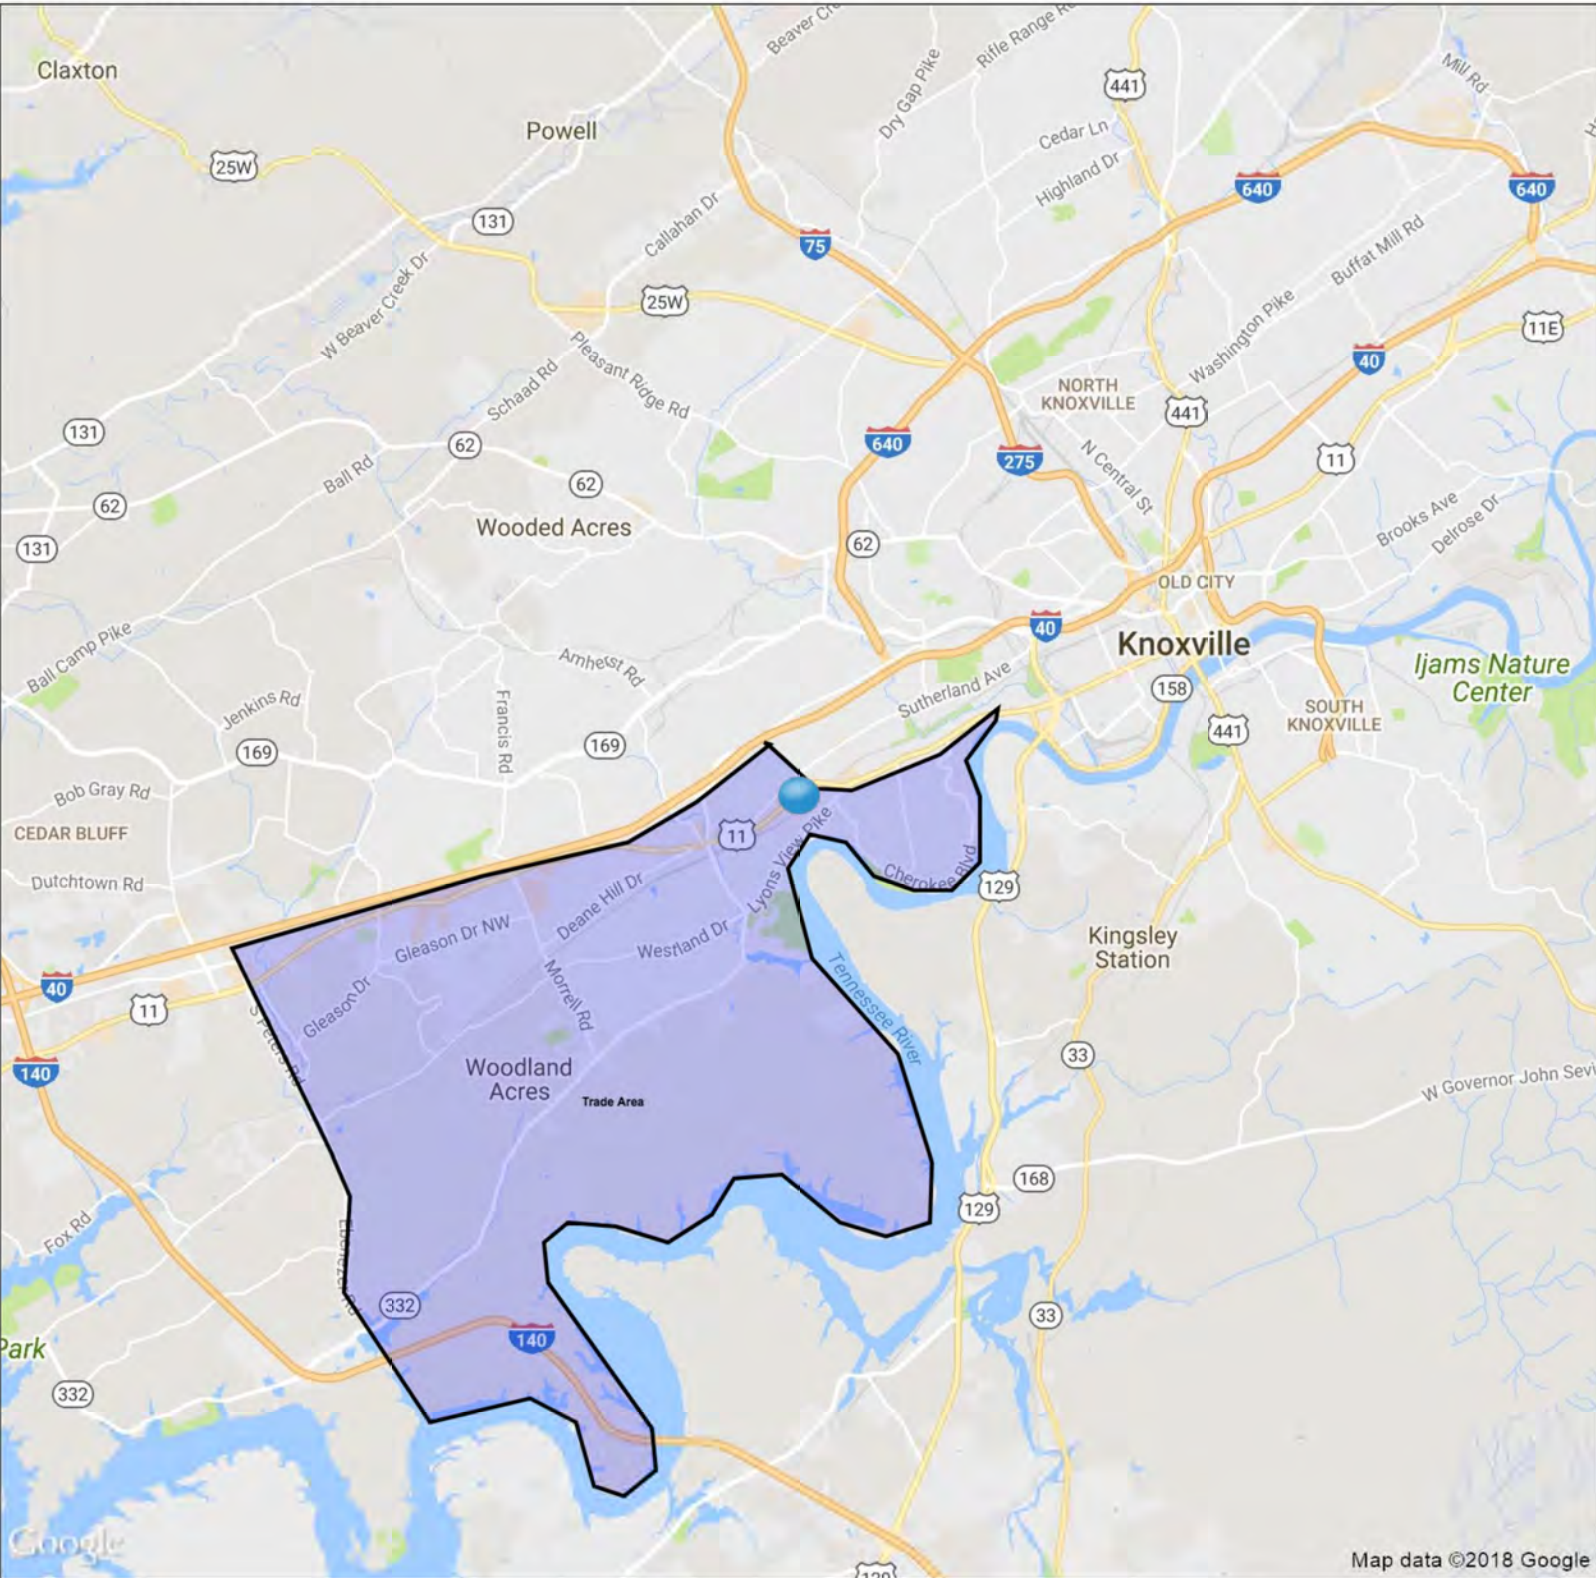 Beaver Cre
Rifle Range R
Claxton
441
Mill Rd
Dry Gap Pike
Powell
Cedar Ln
25W
Highland Dr
640
640
131
Callahan Dr
75
Buffat Mill Rd
W Beaver Creek Dr
25W
11E
Washington Pike
Pleasant Ridge Rd
40
Schaad Rd
NORTH
KNOXVILLE
441
131
640
62
275
11
N Central St
Ball Rd
62
62
Wooded Acres
Brooks Ave
Delrose Dr
131
62
OLD CITY
40
Knoxville
Ball Camp Pike
Amherst Rd
Ijams Nature
Center
Sutherland Ave
158
Jenkins Rd
Francis Rd
SOUTH
KNOXVILLE
441
169
169
Bob Gray Rd
CEDAR BLUFF
11
Lyons View Pike
Cherokee Blvd
Dutchtown Rd
129
Deane Hill Dr
Gleason Dr NW
Westland Dr
Kingsley
Station
40
11
Morrell Rd
Tennessee River
Gleason Dr
S Peters Rd
33
140
Woodland
Acres
Trade Area
W Governor John Sevi
168
129
Fox Rd
Ebenezer Rd
332
33
140
Park
332
Google
Map data ©2018 Google
129